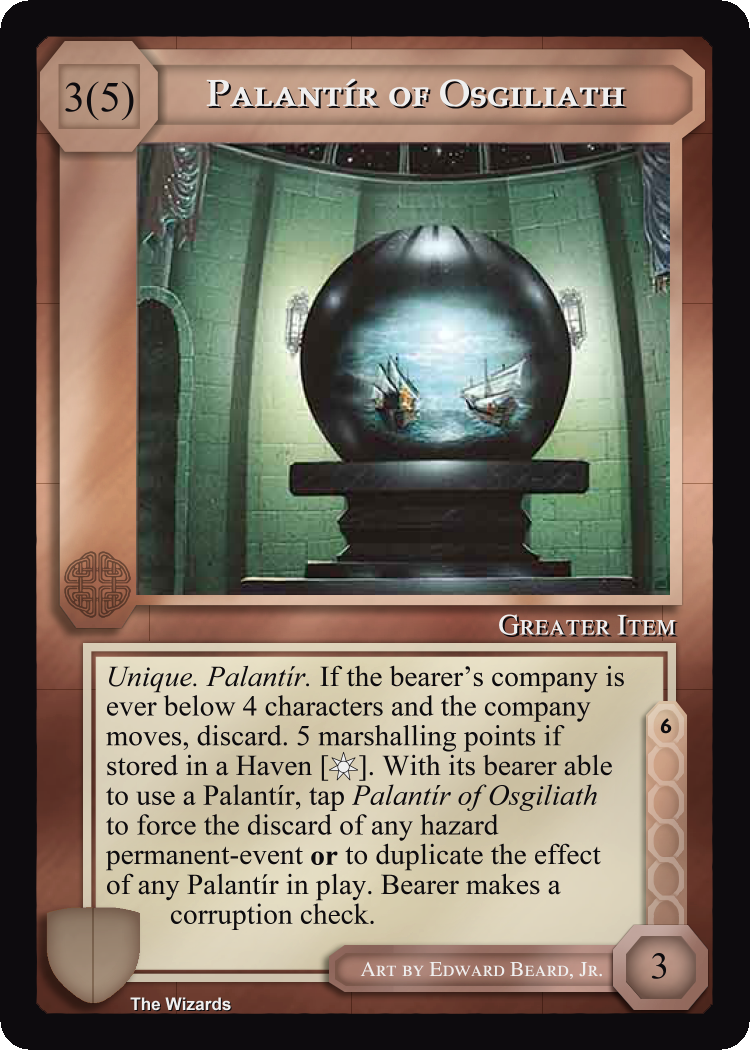 3(5)
Palantír of Osgiliath
Greater Item
Unique. Palantír. If the bearer's company is
ever below 4 characters and the company
moves, discard. 5 marshalling points if
stored in a Haven [ ]. With its bearer able
to use a Palantír, tap Palantír of Osgiliath
to force the discard of any hazard
permanent-event or to duplicate the effect
of any Palantír in play. Bearer makes a
corruption check.
6
Art by Edward Beard, Jr.
3
The Wizards